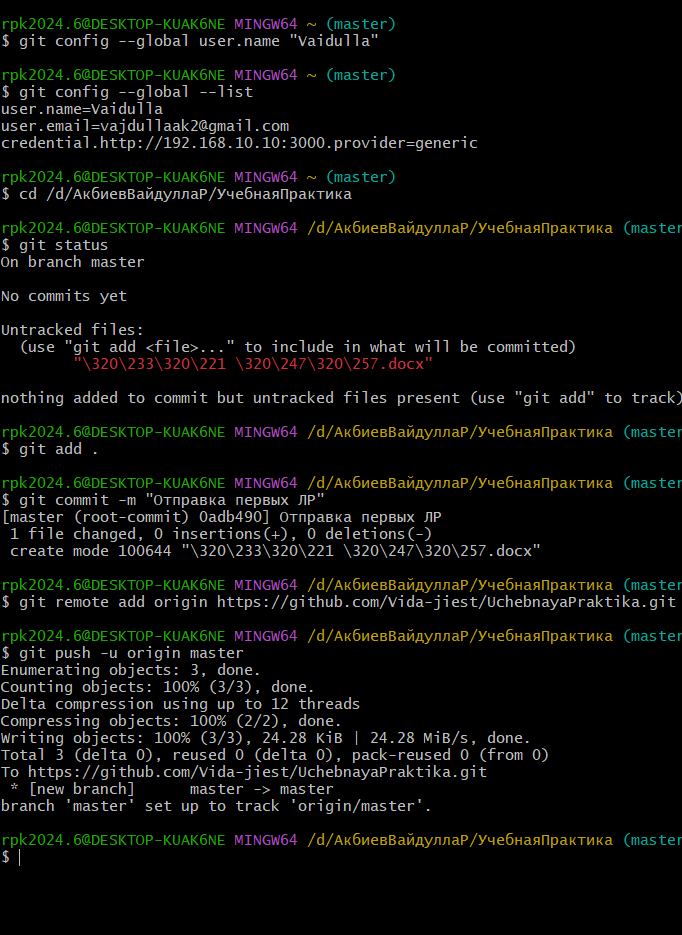 rpk2024.6@DESKTOP-KUAK6NE MINGW64 ~ (master)
$ git config --global user.name "Vaidulla"
rpk2024.6@DESKTOP-KUAK6NE MINGW64 ~ (master)
$ git config --global --list
user.name=Vaidulla
user.email=vajdullaak2@gmail.com
credential.http://192.168.10.10:3000.provider=generic
rpk2024.6@DESKTOP-KUAK6NE MINGW64 ~ (master)
$ cd /d/АкбиевВайдуллаР/УчебнаяПрактика
rpk2024.6@DESKTOP-KUAK6NE MINGW64 /d/АкбиевВайдуллаР/УчебнаяПрактика (master
$ git status
On branch master
No commits yet
Untracked files:
(use "git add <file>..." to include in what will be committed)
"\320\233\320\221 \320\247\320\257.docx"
nothing added to commit but untracked files present (use "git add" to track)
rpk2024.6@DESKTOP-KUAK6NE MINGW64 /d/АкбиевВайдуллаР/УчебнаяПрактика (master
$ git add .
rpk2024.6@DESKTOP-KUAK6NE MINGW64 /d/АкбиевВайдуллаР/УчебнаяПрактика (master
$ git commit -m "Отправка первых ЛР"
[master (root-commit) 0adb490] Отправка первых ЛР
1 file changed, 0 insertions(+), 0 deletions(-)
create mode 100644 "\320\233\320\221 \320\247\320\257.docx"
rpk2024.6@DESKTOP-KUAK6NE MINGW64 /d/АкбиевВайдуллаР/УчебнаяПрактика (master
$ git remote add origin https://github.com/Vida-jiest/UchebnayaPraktika.git
rpk2024.6@DESKTOP-KUAK6NE MINGW64 /d/АкбиевВайдуллаР/УчебнаяПрактика (master
$ git push -u origin master
Enumerating objects: 3, done.
Counting objects: 100% (3/3), done.
Delta compression using up to 12 threads
Compressing objects: 100% (2/2), done.
Writing objects: 100% (3/3), 24.28 KiB | 24.28 MiB/s, done.
Total 3 (delta 0), reused 0 (delta 0), pack-reused 0 (from 0)
To https://github.com/Vida-jiest/UchebnayaPraktika.git
* [new branch]      master -> master
branch 'master' set up to track 'origin/master'.
rpk2024.6@DESKTOP-KUAK6NE MINGW64 /d/АкбиевВайдуллаР/УчебнаяПрактика (master
$